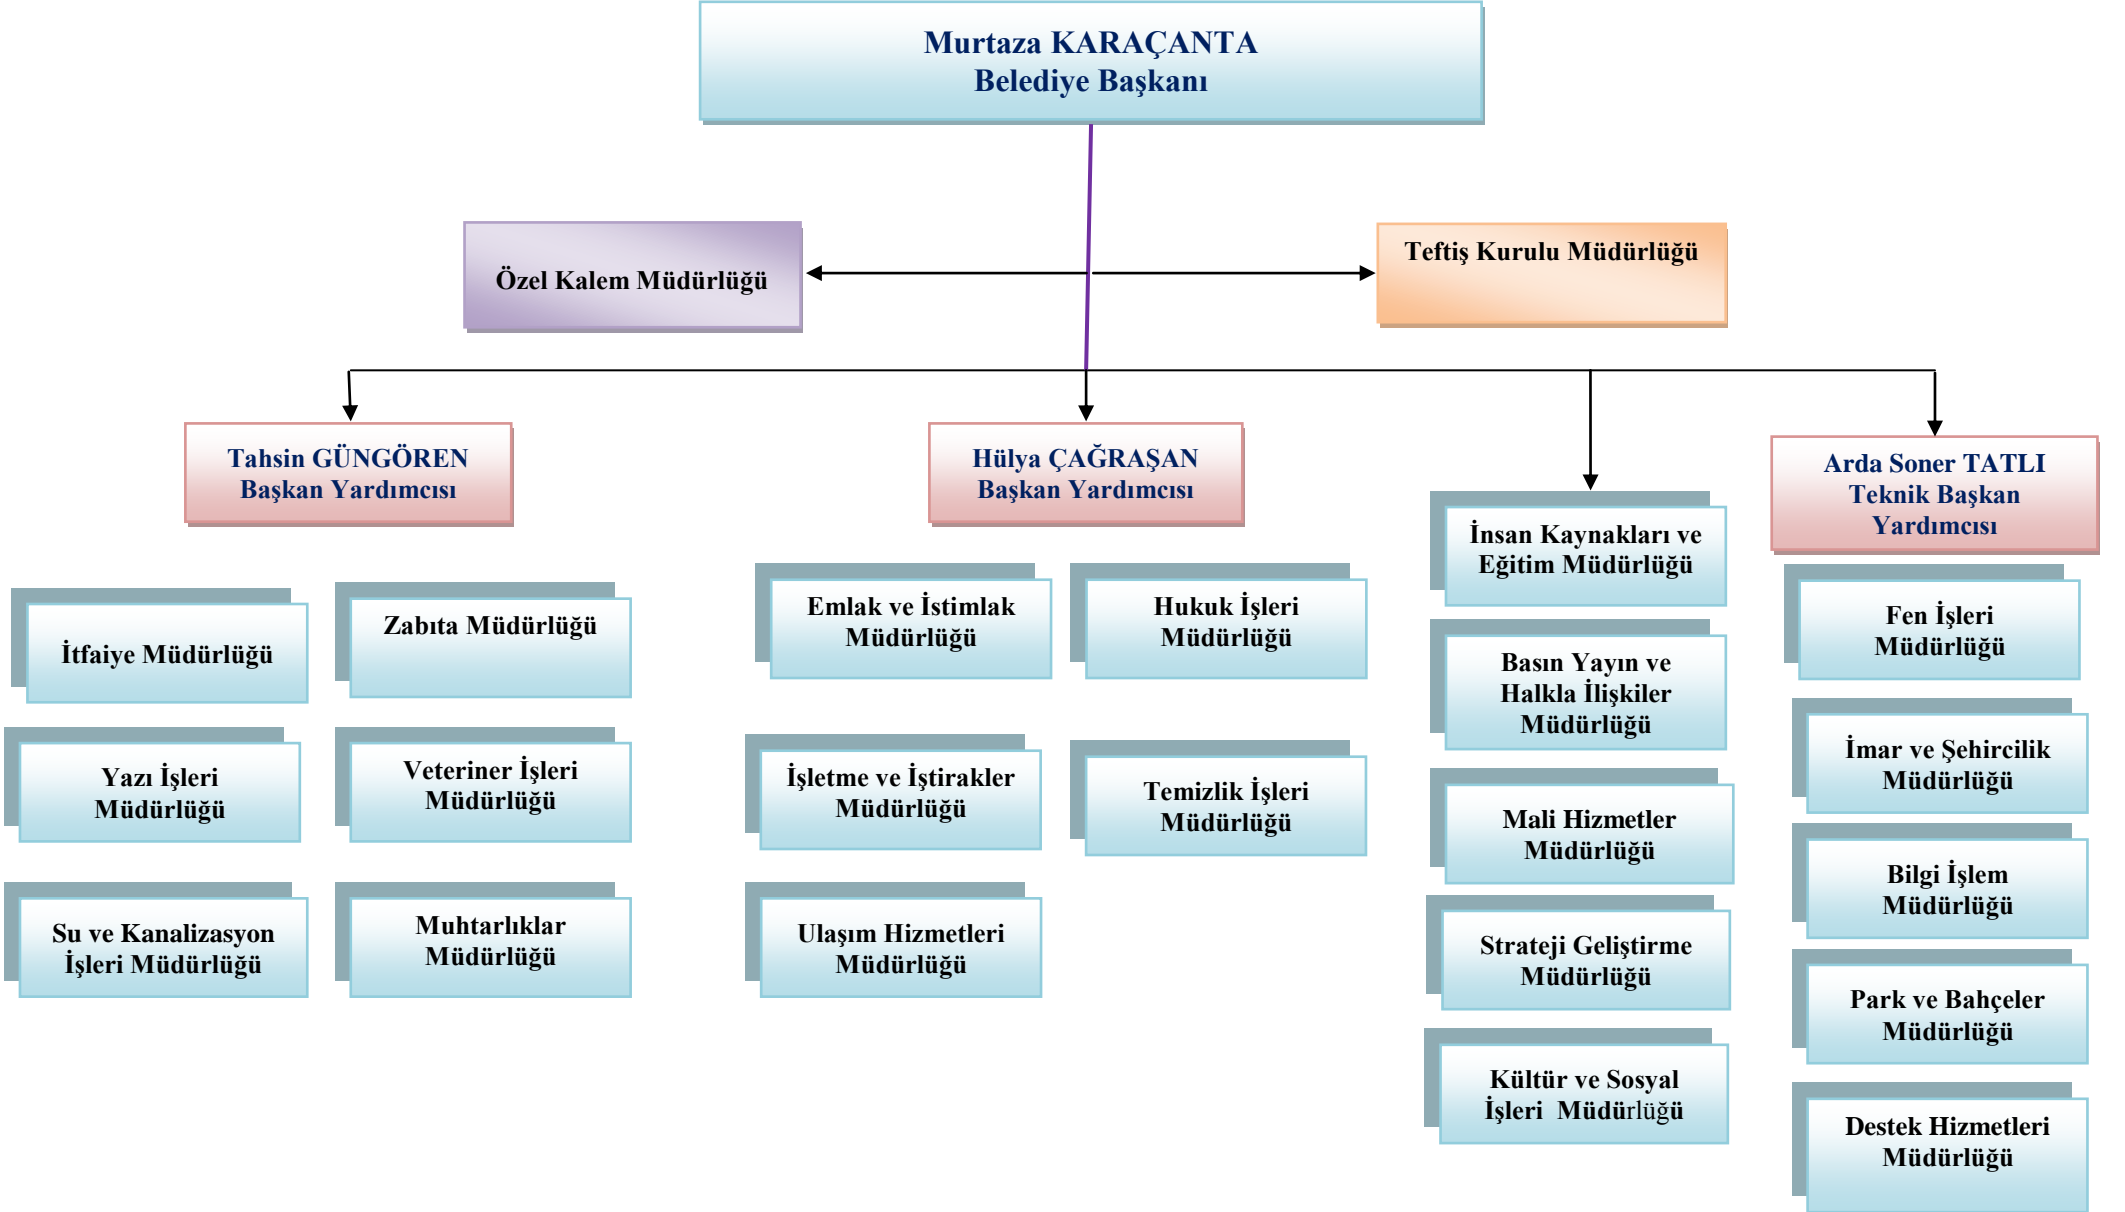 Murtaza KARAÇANTA
Belediye Başkanı
Özel Kalem Müdürlüğü
Teftiş Kurulu Müdürlüğü
Tahsin GÜNGÖREN
Başkan Yardımcısı
Hülya ÇAĞRAŞAN
Başkan Yardımcısı
Arda Soner TATLI
Teknik Başkan
Yardımcısı
İtfaiye Müdürlüğü
Zabıta Müdürlüğü
Yazı İşleri
Müdürlüğü
Veteriner İşleri
Müdürlüğü
Su ve Kanalizasyon
İşleri Müdürlüğü
Muhtarlıklar
Müdürlüğü
Emlak ve İstimlak
Müdürlüğü
Hukuk İşleri
Müdürlüğü
İşletme ve İştirakler
Müdürlüğü
Temizlik İşleri
Müdürlüğü
Ulaşım Hizmetleri
Müdürlüğü
İnsan Kaynakları ve
Eğitim Müdürlüğü
Basın Yayın ve
Halkla İlişkiler
Müdürlüğü
Mali Hizmetler
Müdürlüğü
Strateji Geliştirme
Müdürlüğü
Kültür ve Sosyal
İşleri  Müdürlüğü
Fen İşleri
Müdürlüğü
İmar ve Şehircilik
Müdürlüğü
Bilgi İşlem
Müdürlüğü
Park ve Bahçeler
Müdürlüğü
Destek Hizmetleri
Müdürlüğü